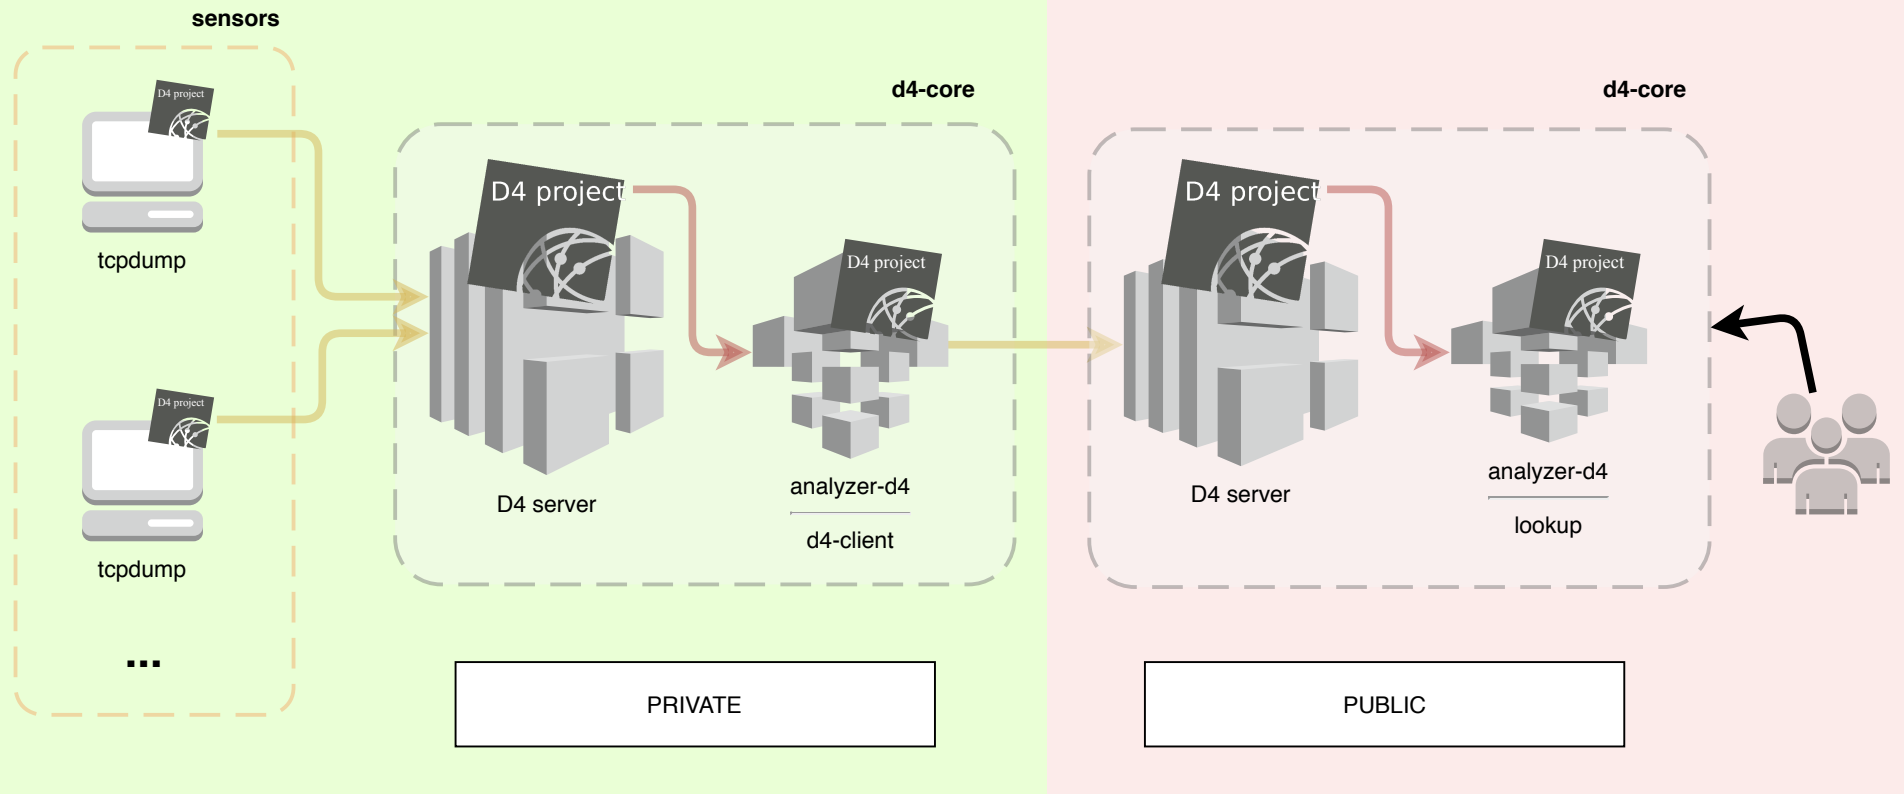 sensors
D4 project
tcpdump
D4 project
tcpdump
...
d4-core
D4 project
D4 project
D4 server
analyzer-d4
d4-client
PRIVATE
d4-core
D4 project
D4 project
D4 server
analyzer-d4
lookup
PUBLIC